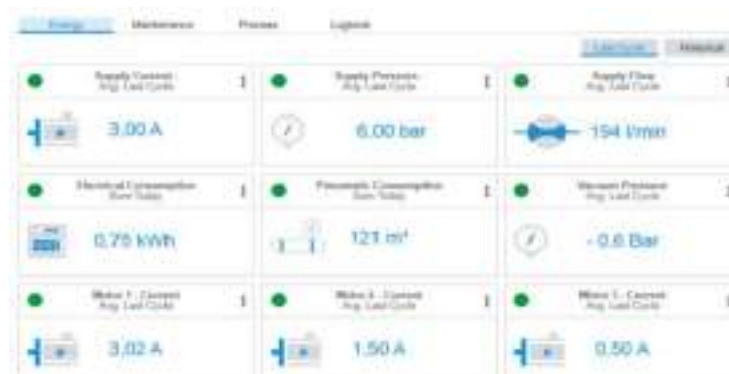 Energy Maintenance Process Logbook
Last Cycle Historical
Supply Current
Avg. Last Cycle
3,00 A
Supply Pressure
Avg. Last Cycle
6,00 bar
Supply Flow
Avg. Last Cycle
194 l/min
Electrical Consumption
Sum Today
0,75 kWh
Pneumatic Consumption
Sum Today
121 m³
Vacuum Pressure
Avg. Last Cycle
- 0,6 Bar
Motor 1 - Current
Avg. Last Cycle
3,02 A
Motor 2 - Current
Avg. Last Cycle
1,50 A
Motor 3 - Current
Avg. Last Cycle
0,50 A